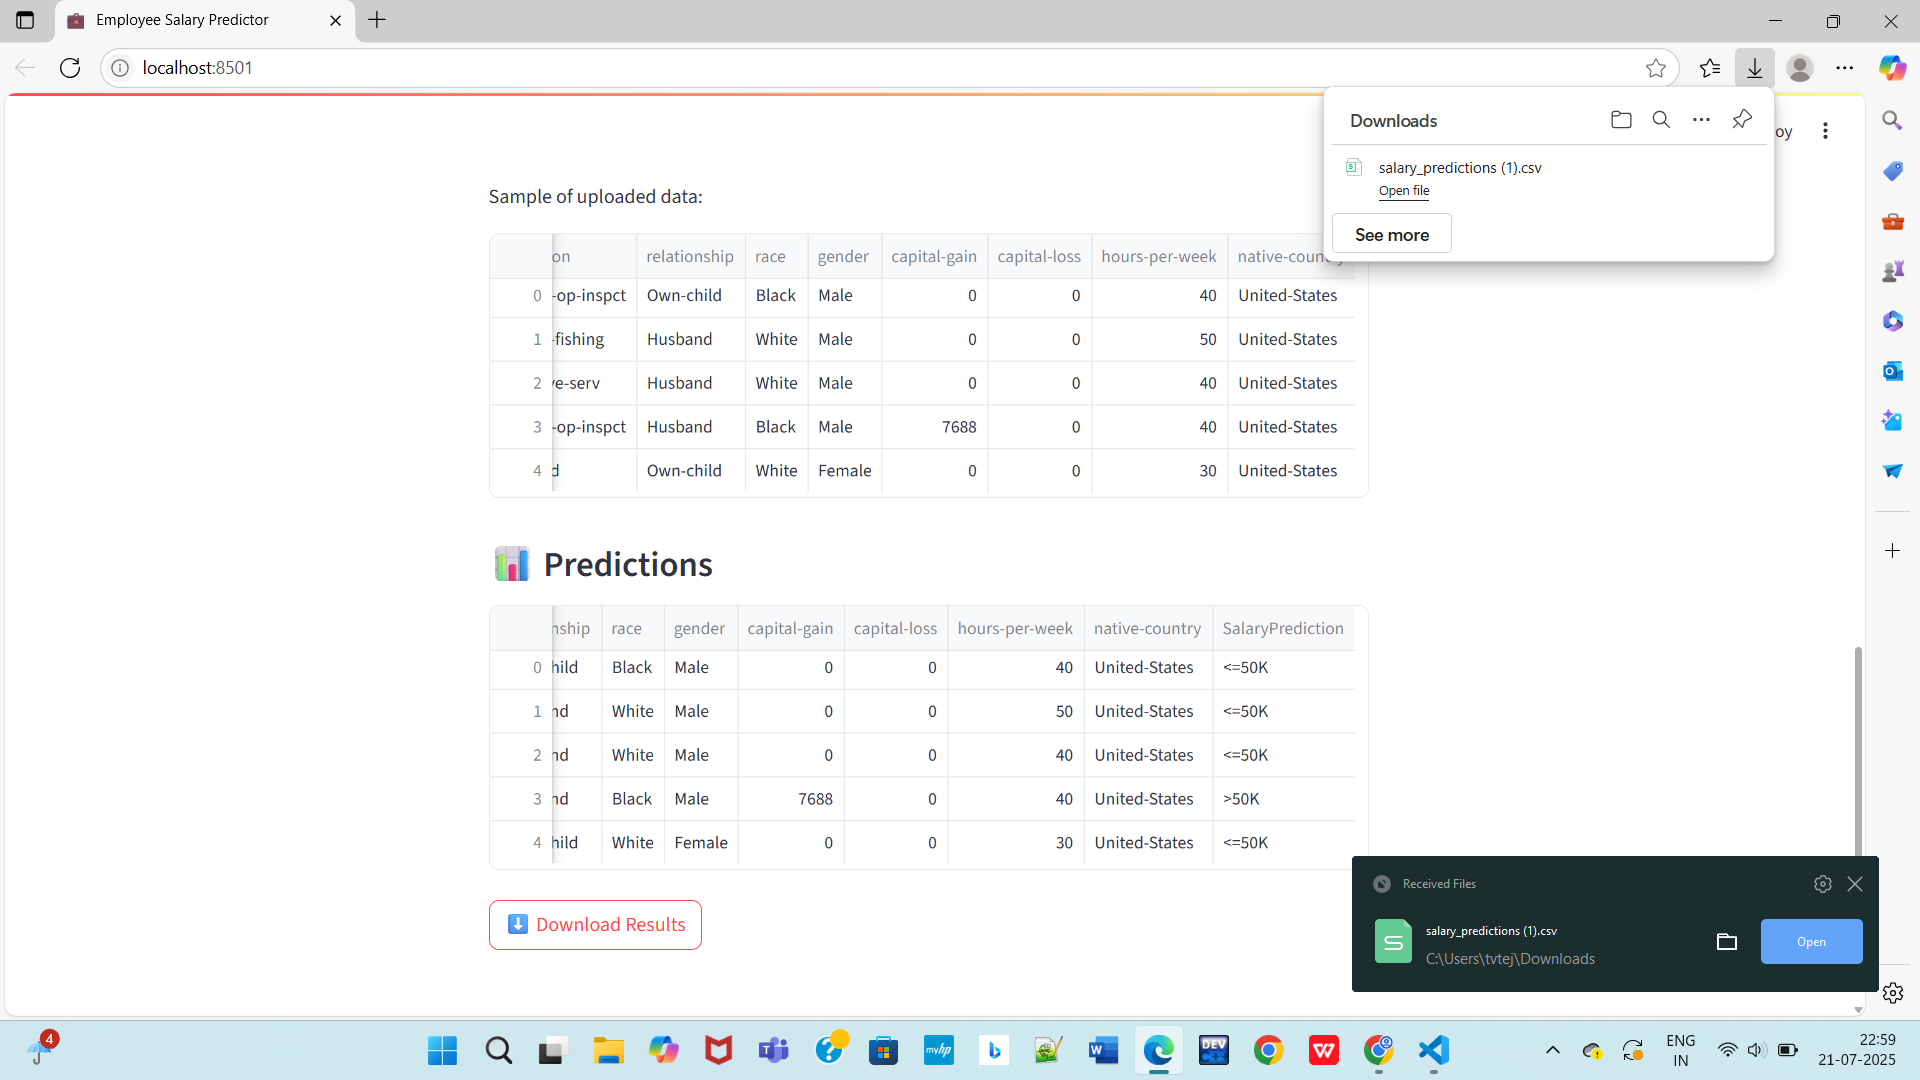 Employee Salary Predictor
localhost:8501
Downloads
salary_predictions (1).csv
Open file
See more
oy
Sample of uploaded data:
on relationship race gender capital-gain capital-loss hours-per-week native-coun
0 -op-inspct Own-child Black Male 0 0 40 United-States
1 -fishing Husband White Male 0 0 50 United-States
2 ve-serv Husband White Male 0 0 40 United-States
3 -op-inspct Husband Black Male 7688 0 40 United-States
4 d Own-child White Female 0 0 30 United-States
Predictions
nship race gender capital-gain capital-loss hours-per-week native-country SalaryPrediction
0 hild Black Male 0 0 40 United-States <=50K
1 nd White Male 0 0 50 United-States <=50K
2 nd White Male 0 0 40 United-States <=50K
3 nd Black Male 7688 0 40 United-States >50K
4 hild White Female 0 0 30 United-States <=50K
Download Results
Received Files
salary_predictions (1).csv
C:\Users\tvtej\Downloads
Open
4
myhp
DEV
C++
ENG
IN
22:59
21-07-2025